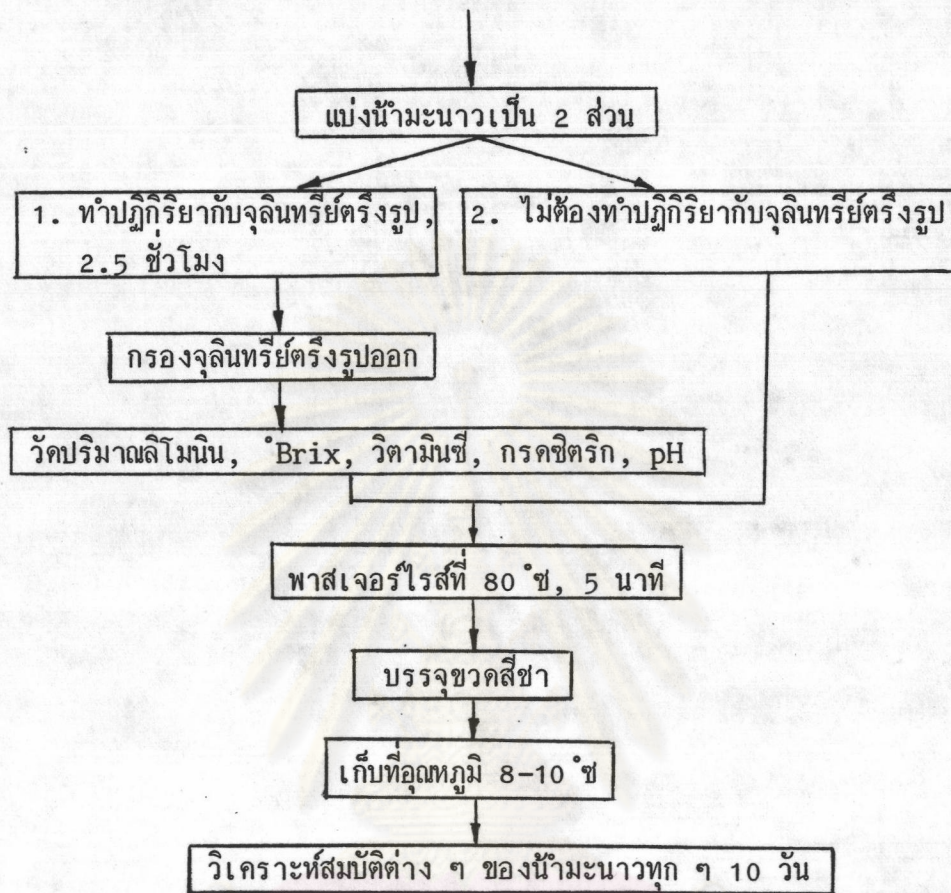 แบ่งน้ำมะนาวเป็น 2 ส่วน
1. ทำปฏิกิริยากับจุลินทรีย์ตรึงรูป,
2.5 ชั่วโมง
2. ไม่ต้องทำปฏิกิริยากับจุลินทรีย์ตรึงรูป
กรองจุลินทรีย์ตรึงรูปออก
วัดปริมาณลิโมนิน, °Brix, วิตามินซี, กรดซิตริก, pH
พาสเจอร์ไรส์ที่ 80 °ซ, 5 นาที
บรรจุขวดสีชา
เก็บที่อุณหภูมิ 8-10 °ซ
วิเคราะห์สมบัติต่าง ๆ ของน้ำมะนาวทุก ๆ 10 วัน